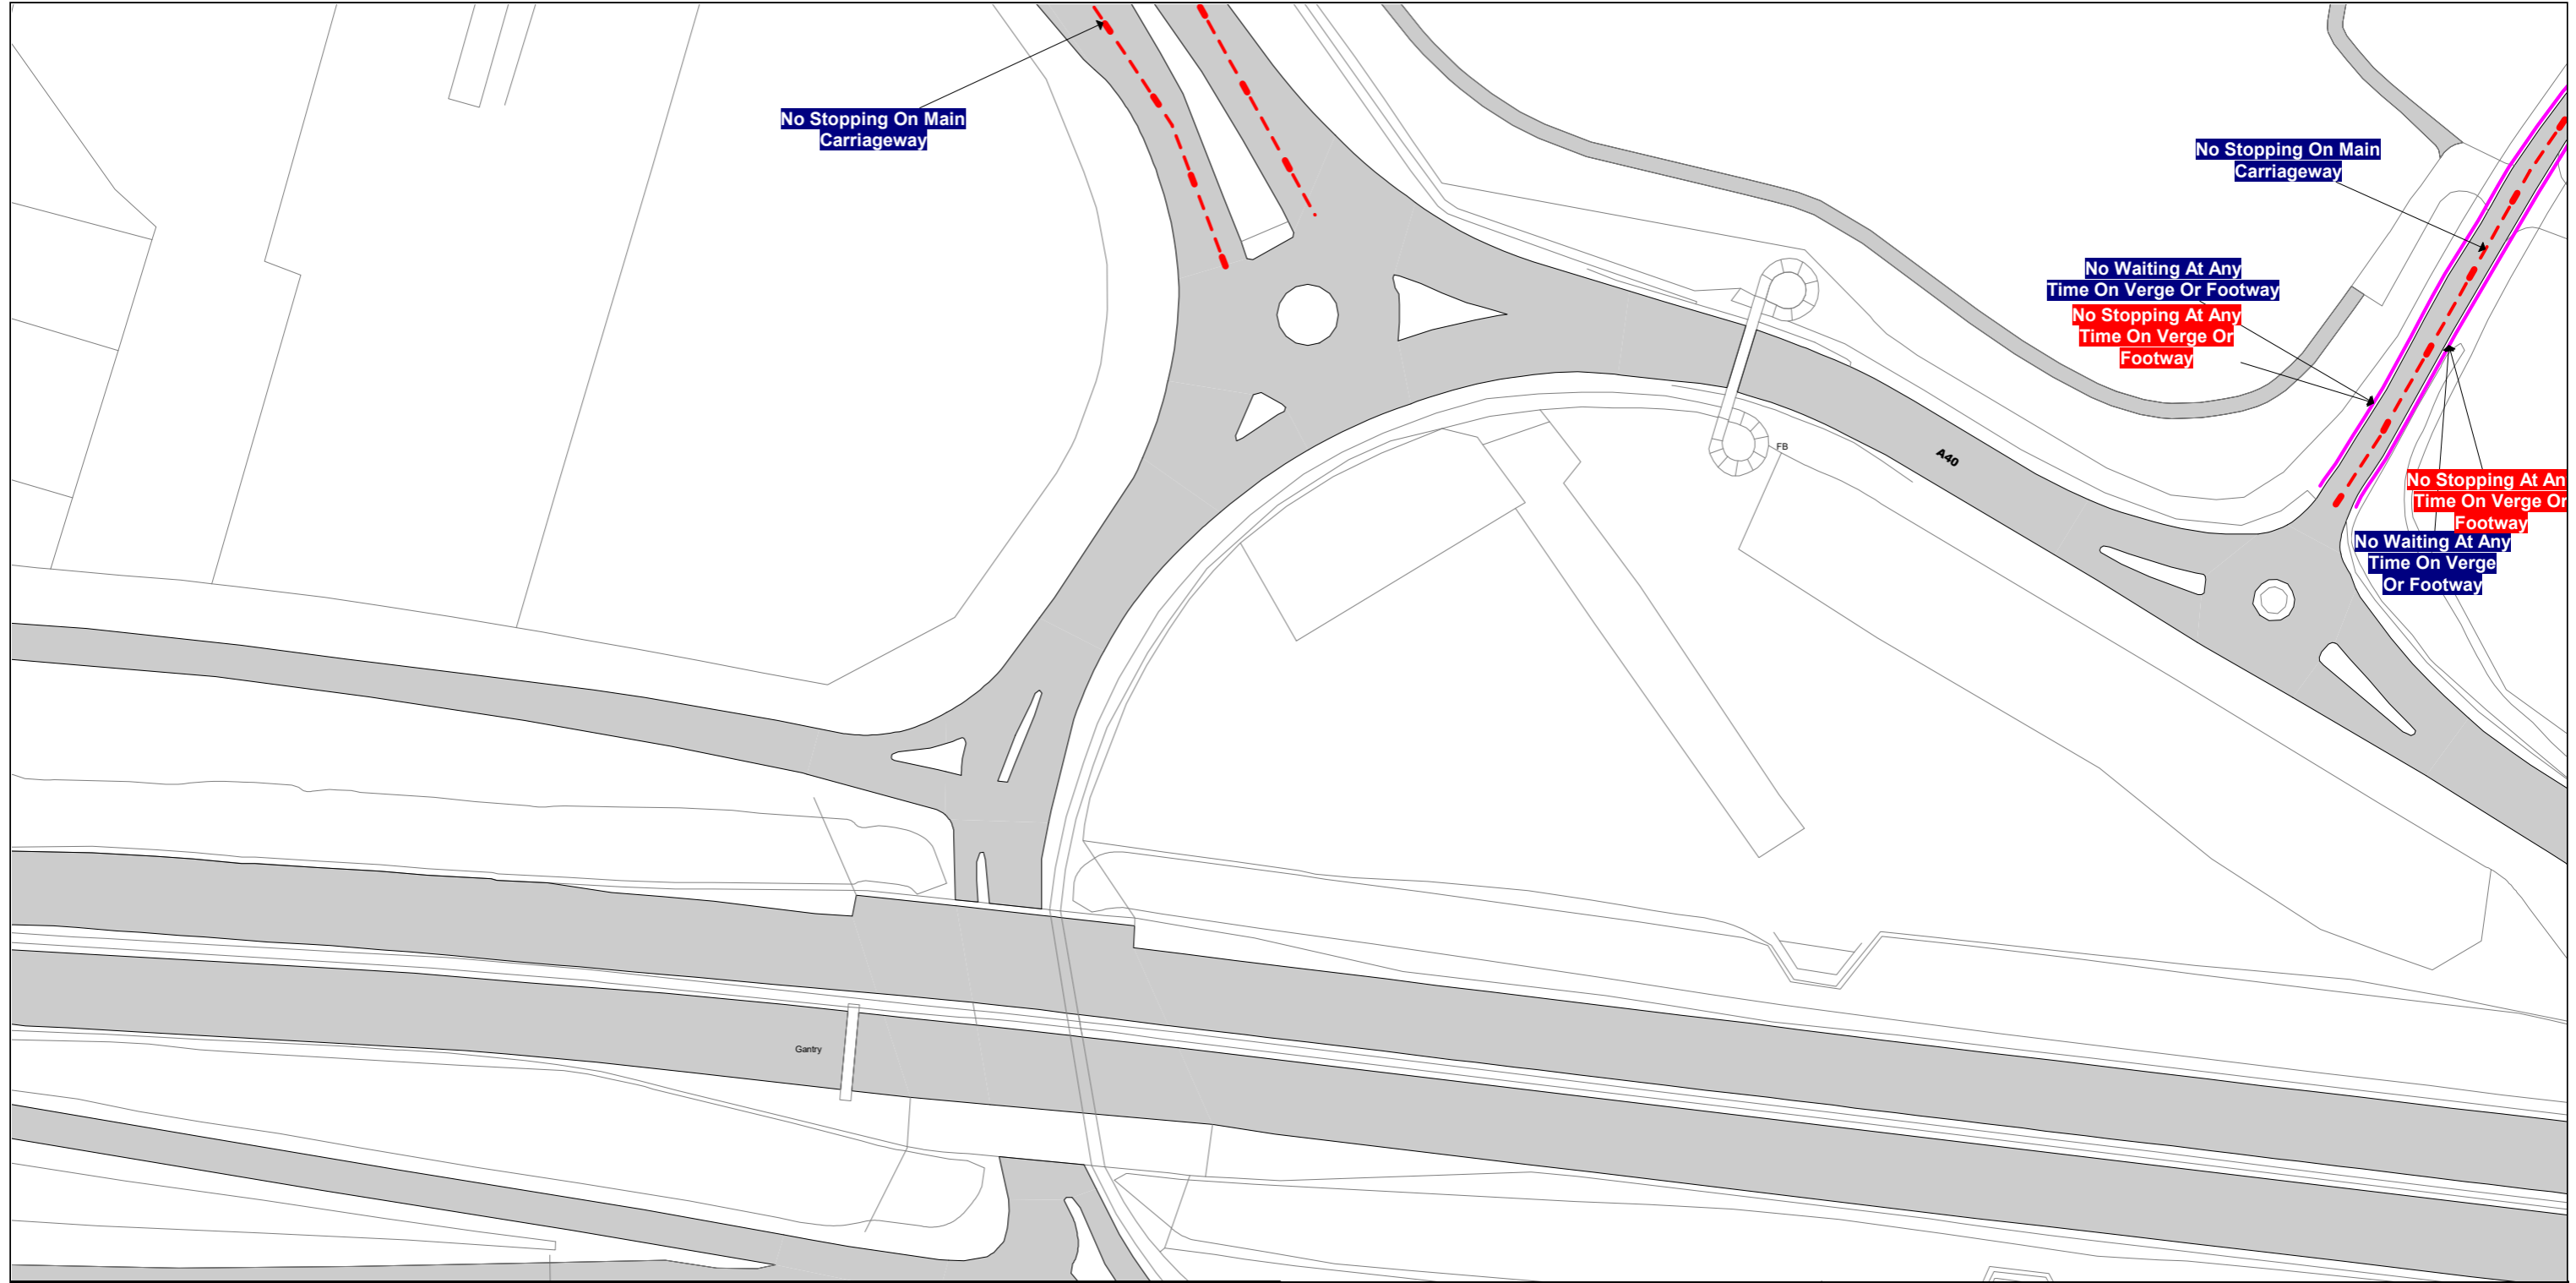 No Stopping On Main
Carriageway
No Stopping On Main
Carriageway
No Waiting At Any
Time On Verge Or Footway
No Stopping At Any
Time On Verge Or
Footway
FB
A40
No Stopping At An
Time On Verge Or
Footway
No Waiting At Any
Time On Verge
Or Footway
Gantry